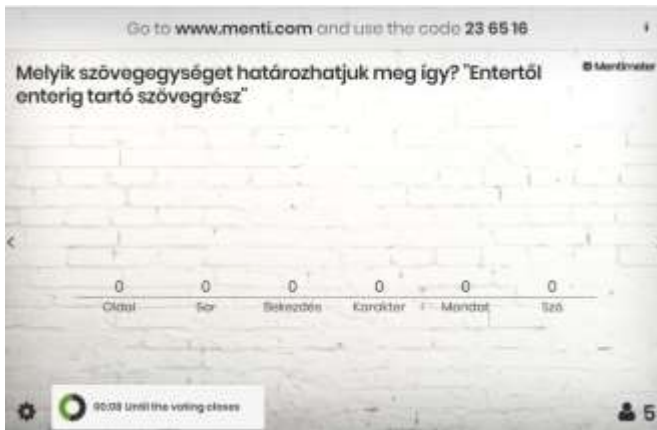 Go to www.menti.com and use the code 23 65 16
Melyik szövegegységet határozhatjuk meg így? "Entertől
enterig tartó szövegrész"
Mentimeter
0 0 0 0 0 0
Oldal Sor Bekezdés Karakter Mondat Szó
00:08 Until the voting closes
5